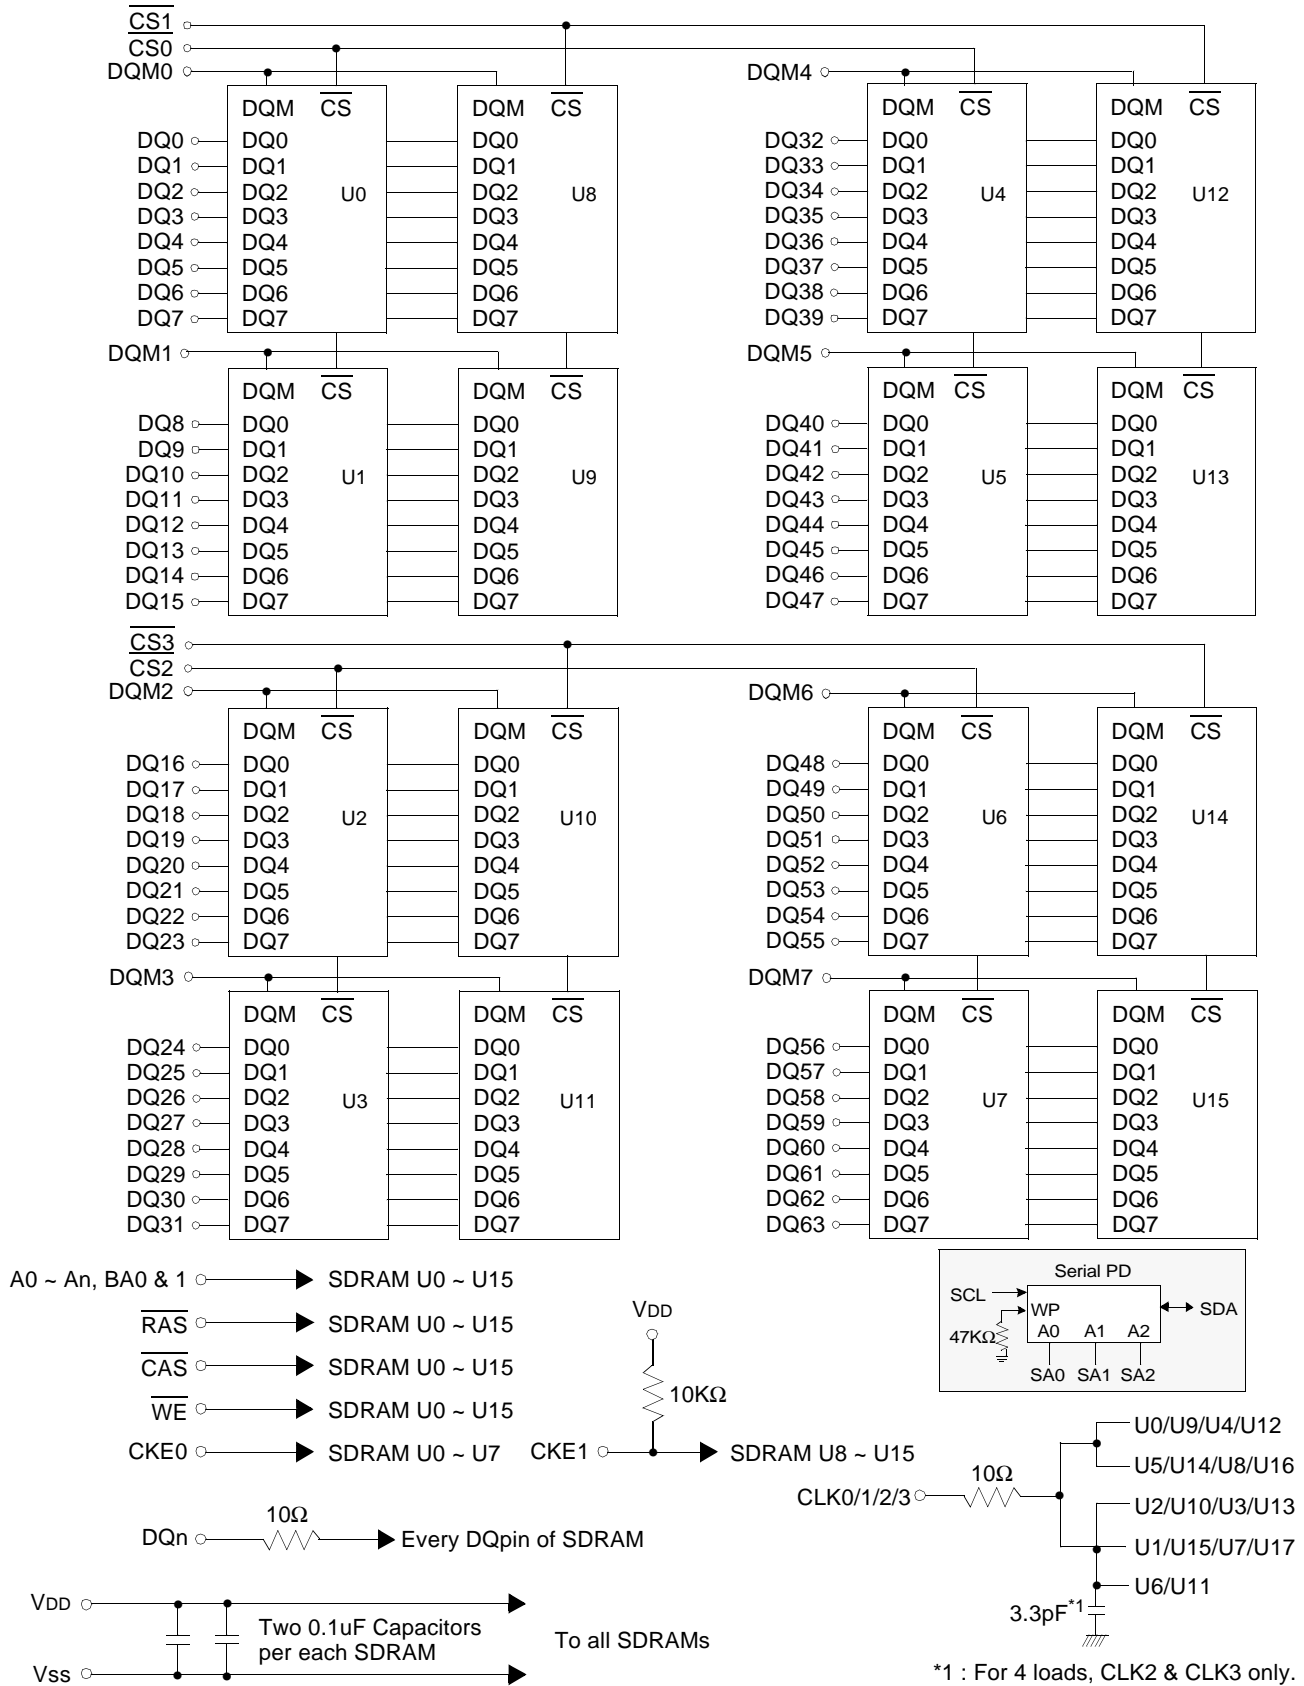 CS1
CS0
DQM0 DQM4
DQM CS DQM CS DQM CS DQM CS
DQ0 DQ0 DQ0 DQ32 DQ0 DQ0
DQ1 DQ1 DQ1 DQ33 DQ1 DQ1
DQ2 DQ2 U0 DQ2 U8 DQ34 DQ2 U4 DQ2 U12
DQ3 DQ3 DQ3 DQ35 DQ3 DQ3
DQ4 DQ4 DQ4 DQ36 DQ4 DQ4
DQ5 DQ5 DQ5 DQ37 DQ5 DQ5
DQ6 DQ6 DQ6 DQ38 DQ6 DQ6
DQ7 DQ7 DQ7 DQ39 DQ7 DQ7
DQM1 DQM5
DQM CS DQM CS DQM CS DQM CS
DQ8 DQ0 DQ0 DQ40 DQ0 DQ0
DQ9 DQ1 DQ1 DQ41 DQ1 DQ1
DQ10 DQ2 U1 DQ2 U9 DQ42 DQ2 U5 DQ2 U13
DQ11 DQ3 DQ3 DQ43 DQ3 DQ3
DQ12 DQ4 DQ4 DQ44 DQ4 DQ4
DQ13 DQ5 DQ5 DQ45 DQ5 DQ5
DQ14 DQ6 DQ6 DQ46 DQ6 DQ6
DQ15 DQ7 DQ7 DQ47 DQ7 DQ7
CS3
CS2
DQM2 DQM6
DQM CS DQM CS DQM CS DQM CS
DQ16 DQ0 DQ0 DQ48 DQ0 DQ0
DQ17 DQ1 DQ1 DQ49 DQ1 DQ1
DQ18 DQ2 U2 DQ2 U10 DQ50 DQ2 U6 DQ2 U14
DQ19 DQ3 DQ3 DQ51 DQ3 DQ3
DQ20 DQ4 DQ4 DQ52 DQ4 DQ4
DQ21 DQ5 DQ5 DQ53 DQ5 DQ5
DQ22 DQ6 DQ6 DQ54 DQ6 DQ6
DQ23 DQ7 DQ7 DQ55 DQ7 DQ7
DQM3 DQM7
DQM CS DQM CS DQM CS DQM CS
DQ24 DQ0 DQ0 DQ56 DQ0 DQ0
DQ25 DQ1 DQ1 DQ57 DQ1 DQ1
DQ26 DQ2 U3 DQ2 U11 DQ58 DQ2 U7 DQ2 U15
DQ27 DQ3 DQ3 DQ59 DQ3 DQ3
DQ28 DQ4 DQ4 DQ60 DQ4 DQ4
DQ29 DQ5 DQ5 DQ61 DQ5 DQ5
DQ30 DQ6 DQ6 DQ62 DQ6 DQ6
DQ31 DQ7 DQ7 DQ63 DQ7 DQ7
A0 ~ An, BA0 & 1 SDRAM U0 ~ U15
RAS SDRAM U0 ~ U15
CAS SDRAM U0 ~ U15
WE SDRAM U0 ~ U15
CKE0 SDRAM U0 ~ U7
VDD
10KΩ
CKE1 SDRAM U8 ~ U15
Serial PD
SCL
WP
SDA
47KΩ
A0 A1 A2
SA0 SA1 SA2
CLK0/1/2/3
10Ω
U0/U9/U4/U12
U5/U14/U8/U16
U2/U10/U3/U13
U1/U15/U7/U17
U6/U11
3.3pF*1
*1 : For 4 loads, CLK2 & CLK3 only.
DQn
10Ω
Every DQpin of SDRAM
VDD
Two 0.1uF Capacitors
per each SDRAM
To all SDRAMs
Vss